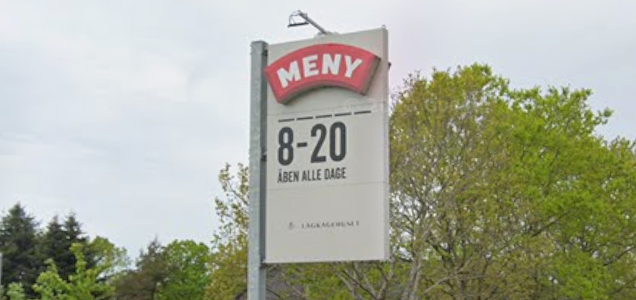 MENY
8-20
ÅBEN ALLE DAGE
LAGKAGEHUSET